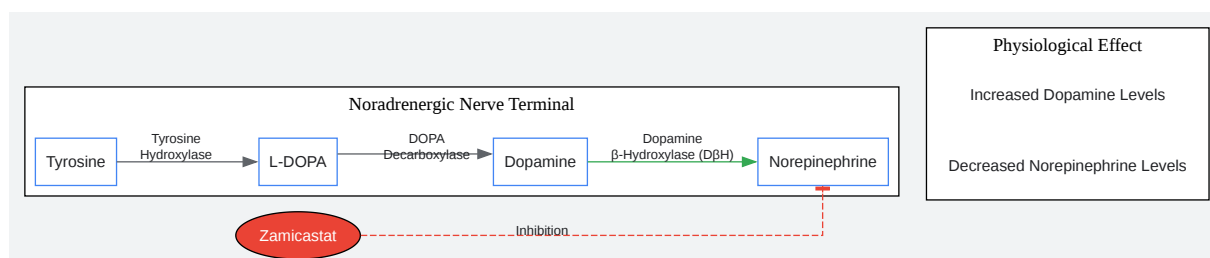 Physiological Effect
Increased Dopamine Levels
Decreased Norepinephrine Levels
Noradrenergic Nerve Terminal
Tyrosine
Tyrosine
Hydroxylase
L-DOPA
DOPA
Decarboxylase
Dopamine
Dopamine
β-Hydroxylase (DβH)
Norepinephrine
Zamicastat
Inhibition